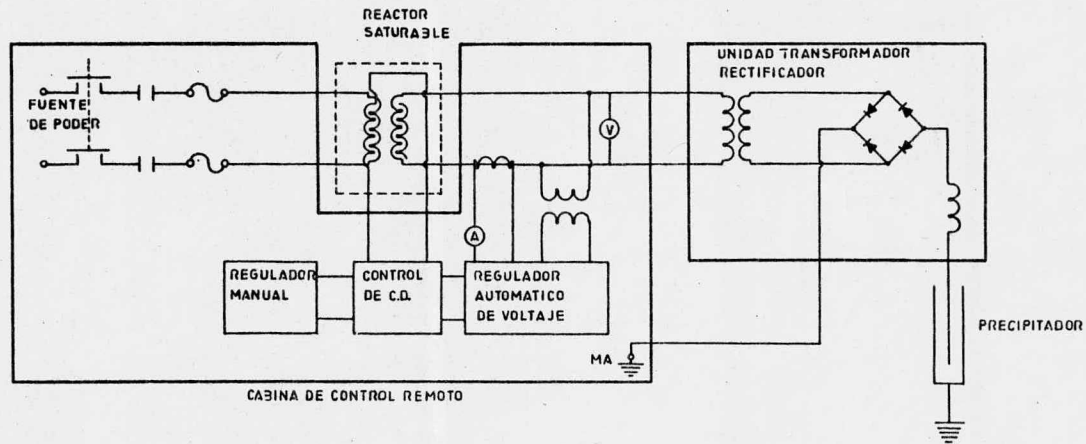 REACTOR
SATURABLE
UNIDAD TRANSFORMADOR
RECTIFICADOR
FUENTE
DE PODER
V
A
REGULADOR
MANUAL
CONTROL
DE C.D.
REGULADOR
AUTOMATICO
DE VOLTAJE
PRECIPITADOR
MA
CABINA DE CONTROL REMOTO